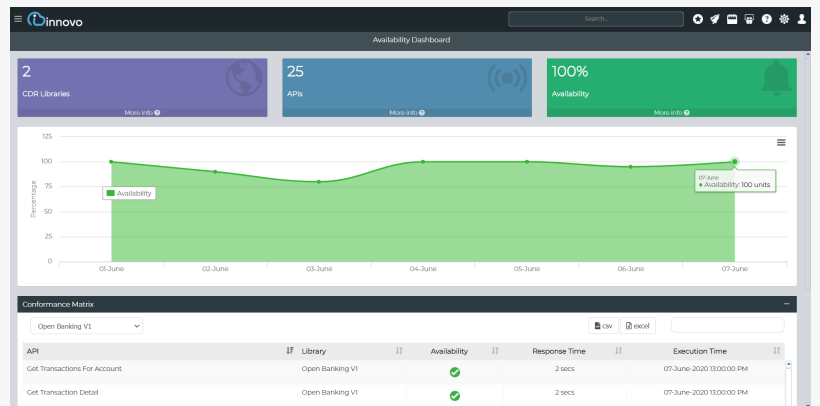 innovo
Search...
Availability Dashboard
2
CDR Libraries
More info
25
APIs
More info
100%
Availability
More info
125
100
75
50
25
0
Percentage
Availability
07-June
Availability: 100 units
01-June 02-June 03-June 04-June 05-June 06-June 07-June
Conformance Matrix
Open Banking V1
csv excel
API Library Availability Response Time Execution Time
Get Transactions For Account Open Banking V1 2 secs 07-June-2020 13:00:00 PM
Get Transaction Detail Open Banking V1 2 secs 07-June-2020 13:00:00 PM